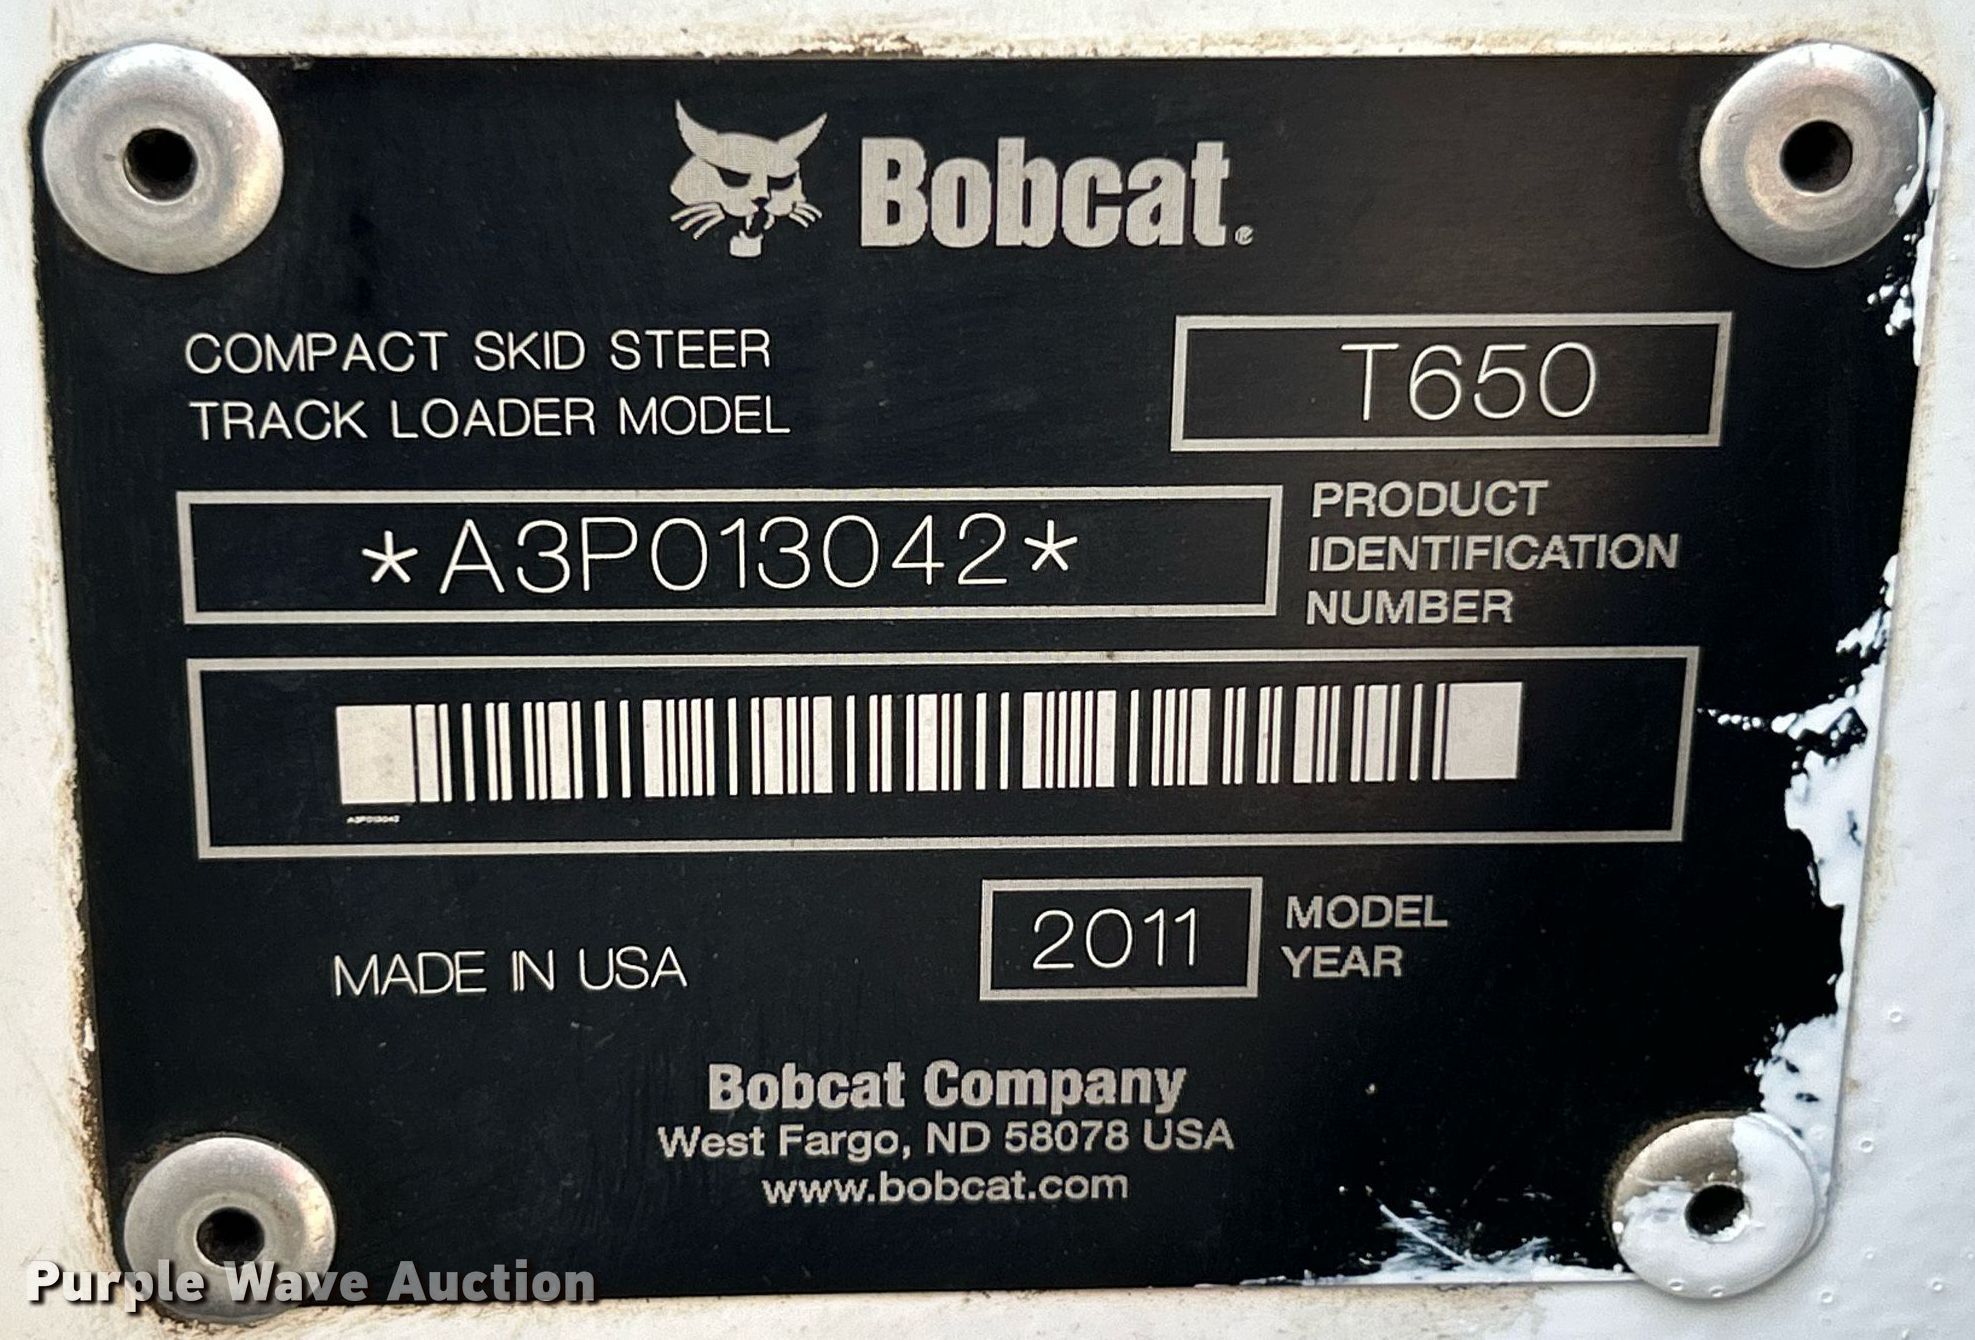 Bobcat®
COMPACT SKID STEER
TRACK LOADER MODEL
T650
*A3P013042*
PRODUCT
IDENTIFICATION
NUMBER
A3P013042
MADE IN USA
2011
MODEL
YEAR
Bobcat Company
West Fargo, ND 58078 USA
www.bobcat.com
Purple Wave Auction